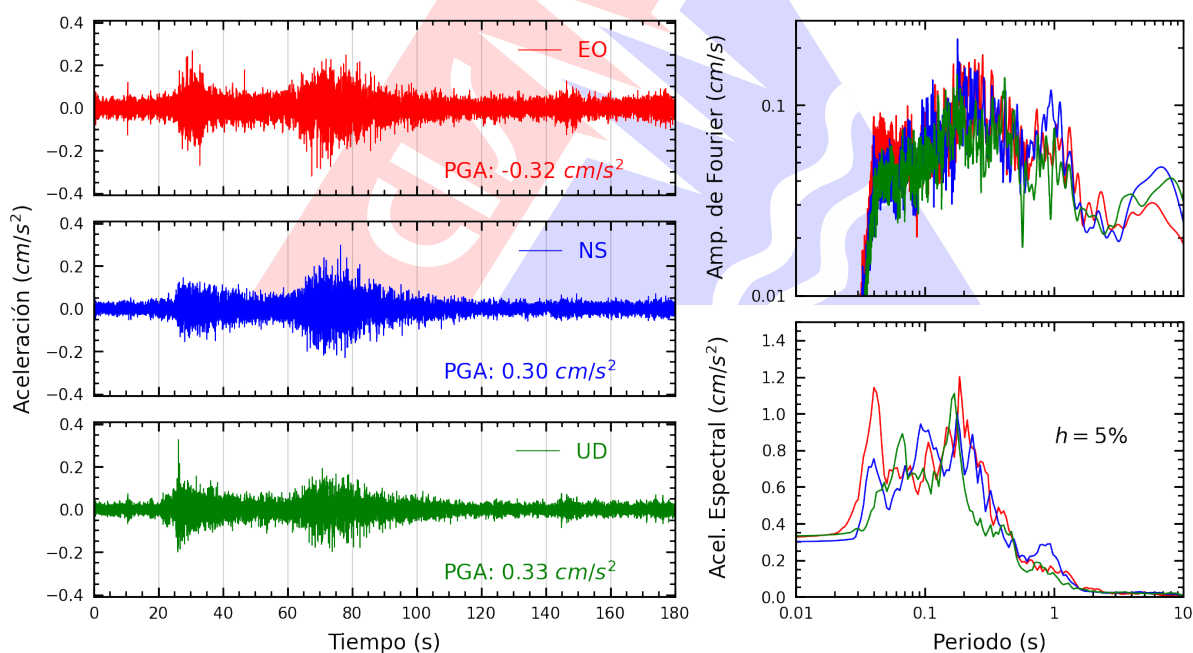 Aceleración (cm/s²)
0.4
0.2
0.0
−0.2
−0.4
EO
PGA: -0.32 cm/s²
0.4
0.2
0.0
−0.2
−0.4
NS
PGA: 0.30 cm/s²
0.4
0.2
0.0
−0.2
−0.4
UD
PGA: 0.33 cm/s²
0 20 40 60 80 100 120 140 160 180
Tiempo (s)
Amp. de Fourier (cm/s)
0.1
0.01
Acel. Espectral (cm/s²)
1.4
1.2
1.0
0.8
0.6
0.4
0.2
0.0
h = 5%
0.01 0.1 1 10
Periodo (s)